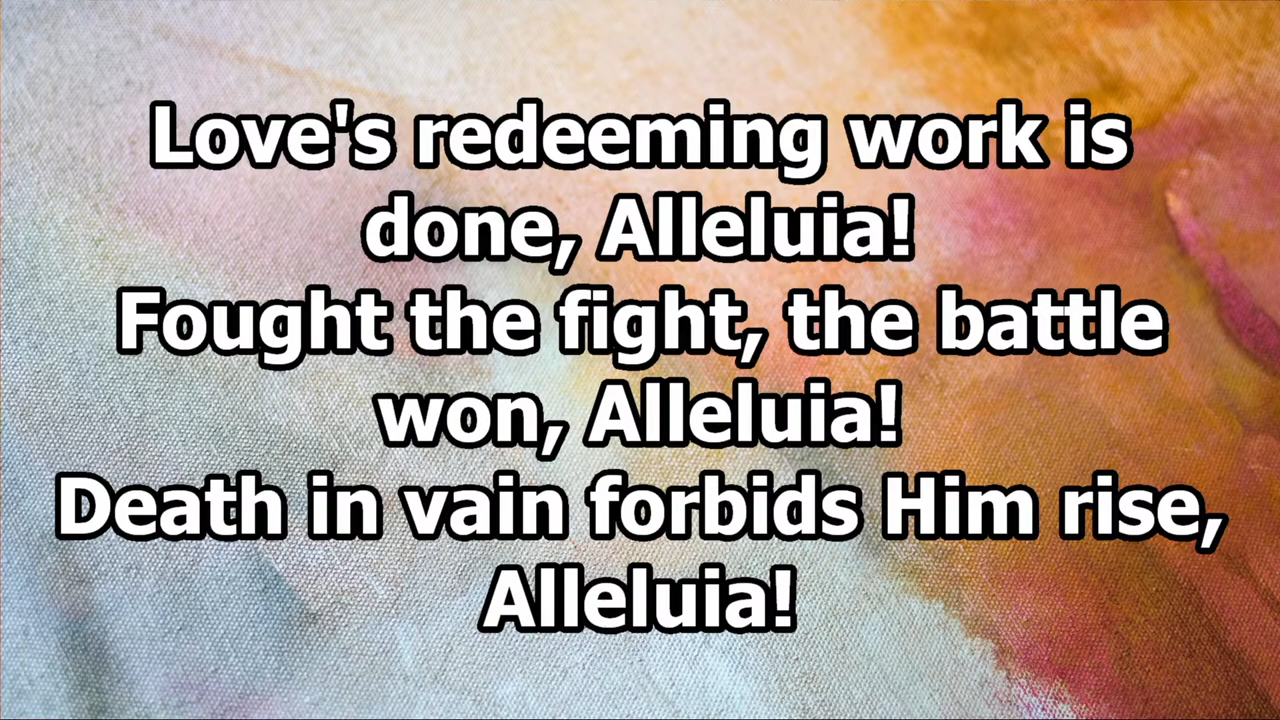 Love's redeeming work is
done, Alleluia!
Fought the fight, the battle
won, Alleluia!
Death in vain forbids Him rise,
Alleluia!